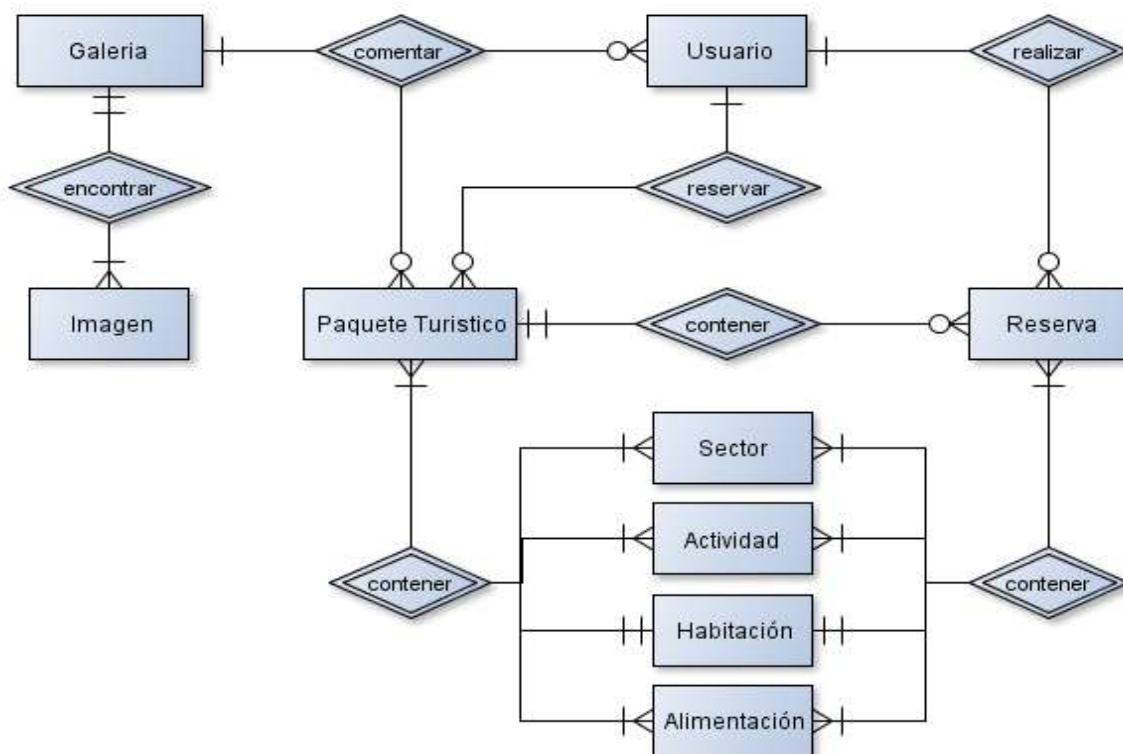 Galeria
comentar
Usuario
realizar
encontrar
reservar
Imagen
Paquete Turistico
contener
Reserva
Sector
Actividad
contener
contener
Habitación
Alimentación